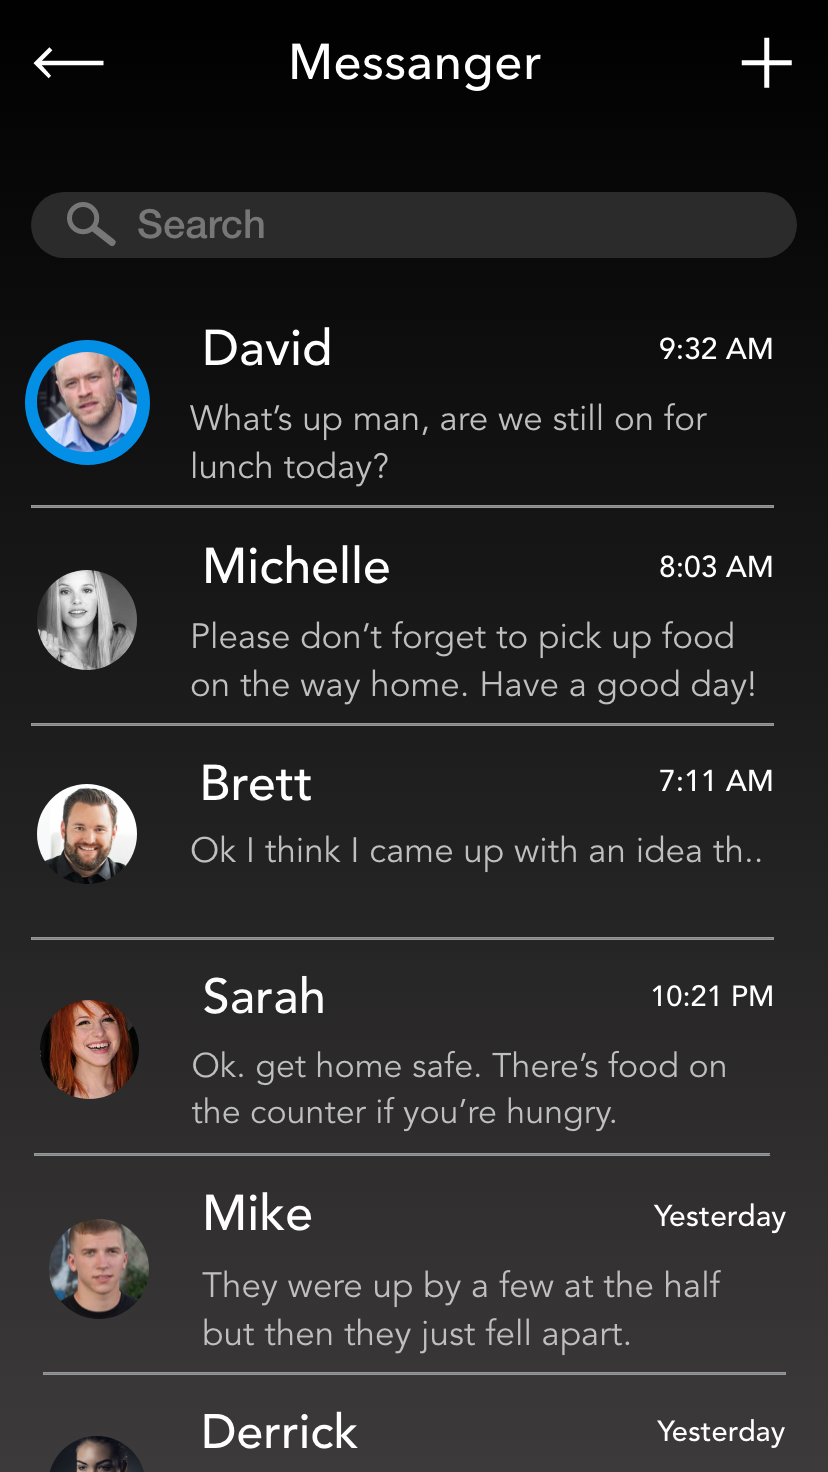 Messanger
Search
David
9:32 AM
What’s up man, are we still on for
lunch today?
Michelle
8:03 AM
Please don’t forget to pick up food
on the way home. Have a good day!
Brett
7:11 AM
Ok I think I came up with an idea th..
Sarah
10:21 PM
Ok. get home safe. There’s food on
the counter if you’re hungry.
Mike
Yesterday
They were up by a few at the half
but then they just fell apart.
Derrick
Yesterday